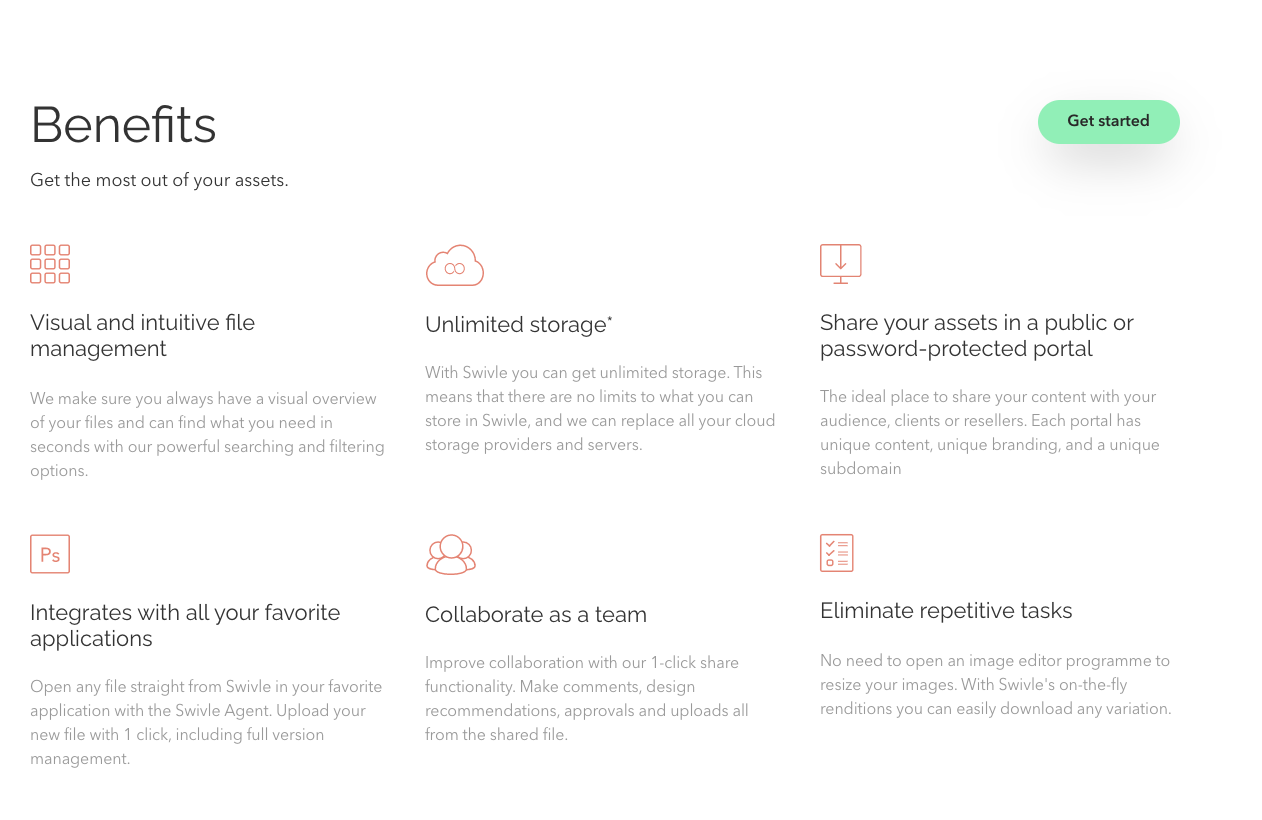 Benefits
Get started
Get the most out of your assets.
Visual and intuitive file
management
We make sure you always have a visual overview
of your files and can find what you need in
seconds with our powerful searching and filtering
options.
Unlimited storage*
With Swivle you can get unlimited storage. This
means that there are no limits to what you can
store in Swivle, and we can replace all your cloud
storage providers and servers.
Share your assets in a public or
password-protected portal
The ideal place to share your content with your
audience, clients or resellers. Each portal has
unique content, unique branding, and a unique
subdomain
Ps
Integrates with all your favorite
applications
Open any file straight from Swivle in your favorite
application with the Swivle Agent. Upload your
new file with 1 click, including full version
management.
Collaborate as a team
Improve collaboration with our 1-click share
functionality. Make comments, design
recommendations, approvals and uploads all
from the shared file.
Eliminate repetitive tasks
No need to open an image editor programme to
resize your images. With Swivle's on-the-fly
renditions you can easily download any variation.